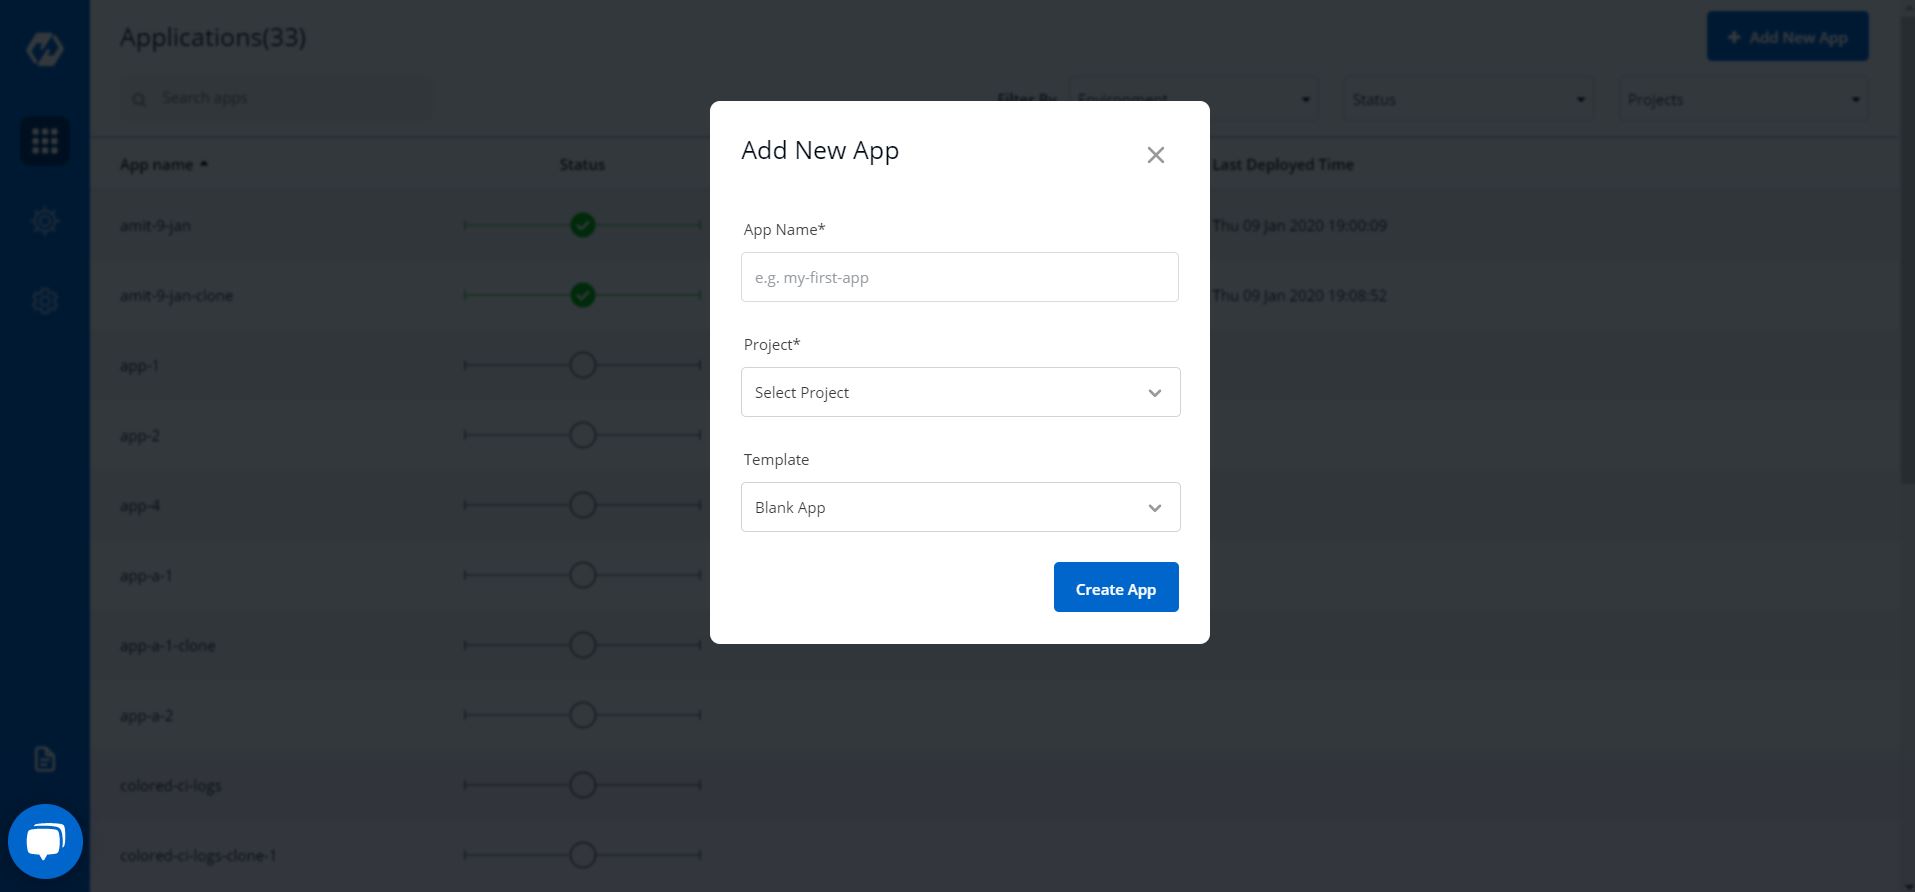 Applications(33)
+ Add New App
Search apps
Filter By
Environment
Status
Projects
App name
Status
Last Deployed Time
amit-9-jan
Thu 09 Jan 2020 19:00:09
amit-9-jan-clone
Thu 09 Jan 2020 19:08:52
app-1
app-2
app-4
app-a-1
app-a-1-clone
app-a-2
colored-ci-logs
colored-ci-logs-clone-1
Add New App
App Name*
e.g. my-first-app
Project*
Select Project
Template
Blank App
Create App